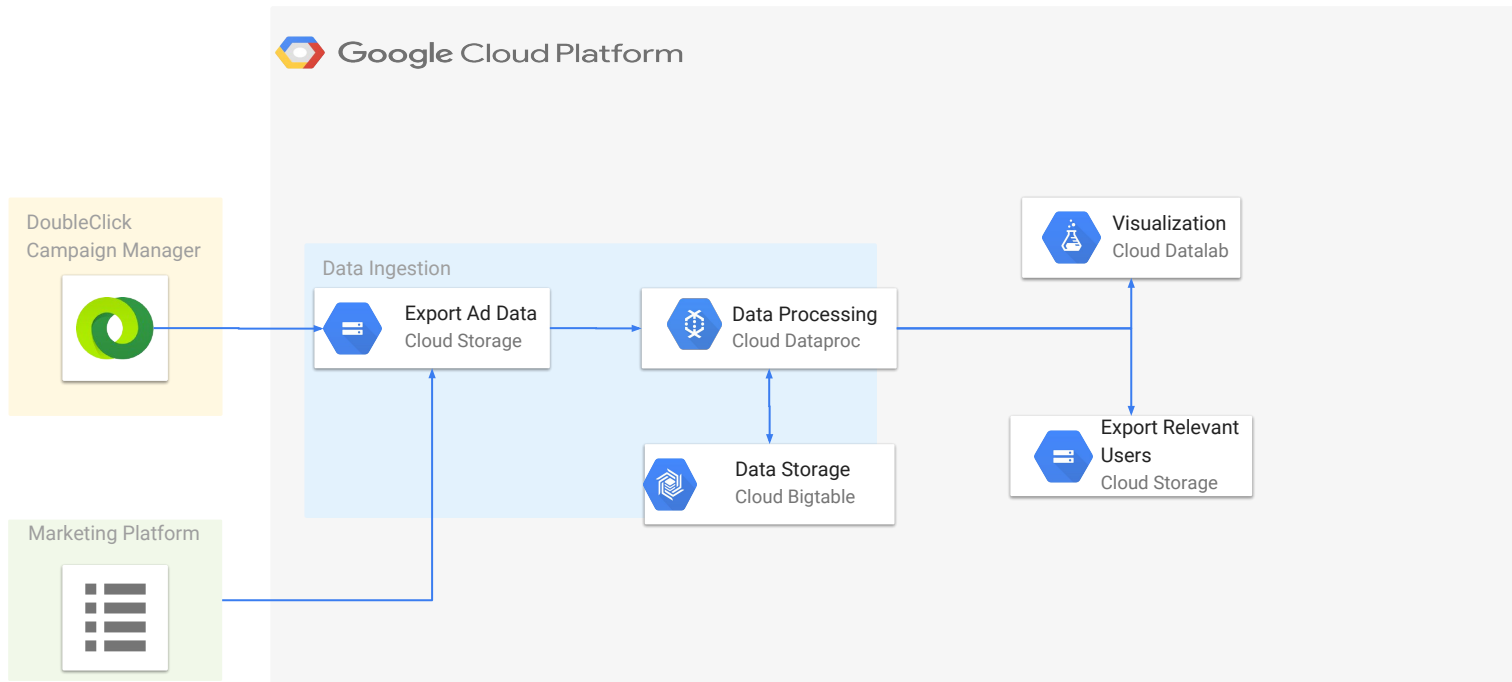 Google Cloud Platform
DoubleClick
Campaign Manager
Data Ingestion
Export Ad Data
Cloud Storage
Data Processing
Cloud Dataproc
Data Storage
Cloud Bigtable
Visualization
Cloud Datalab
Export Relevant
Users
Cloud Storage
Marketing Platform